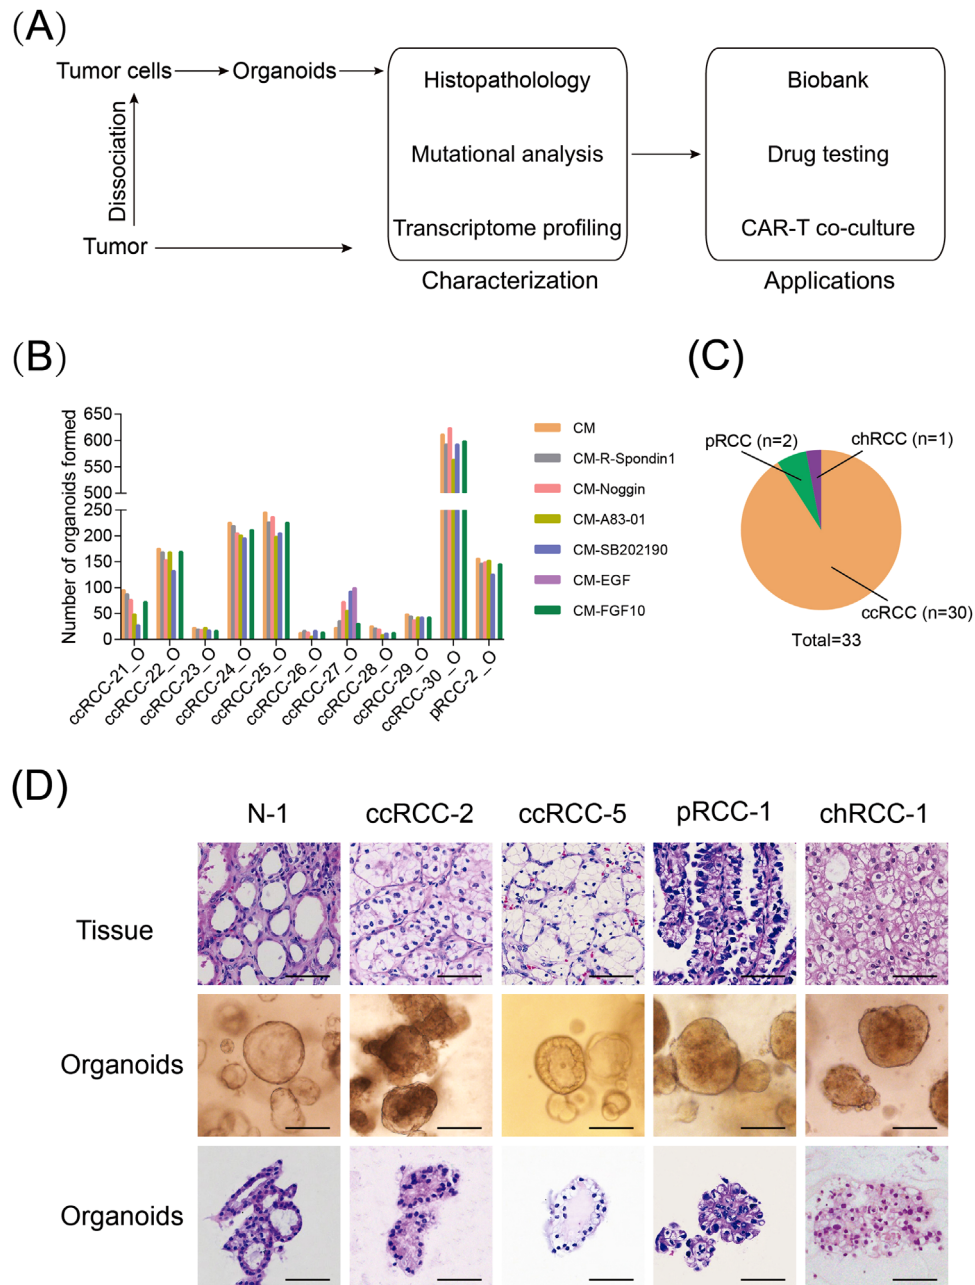 (A)
Tumor cells
Organoids
Dissociation
Tumor
Histopatholology
Mutational analysis
Transcriptome profiling
Characterization
Biobank
Drug testing
CAR-T co-culture
Applications
(B)
Number of organoids formed
650
600
550
500
250
200
150
100
50
0
ccRCC-21_O
ccRCC-22_O
ccRCC-23_O
ccRCC-24_O
ccRCC-25_O
ccRCC-26_O
ccRCC-27_O
ccRCC-28_O
ccRCC-29_O
ccRCC-30_O
pRCC-2_O
CM
CM-R-Spondin1
CM-Noggin
CM-A83-01
CM-SB202190
CM-EGF
CM-FGF10
(C)
pRCC (n=2)
chRCC (n=1)
ccRCC (n=30)
Total=33
(D)
N-1
ccRCC-2
ccRCC-5
pRCC-1
chRCC-1
Tissue
Organoids
Organoids